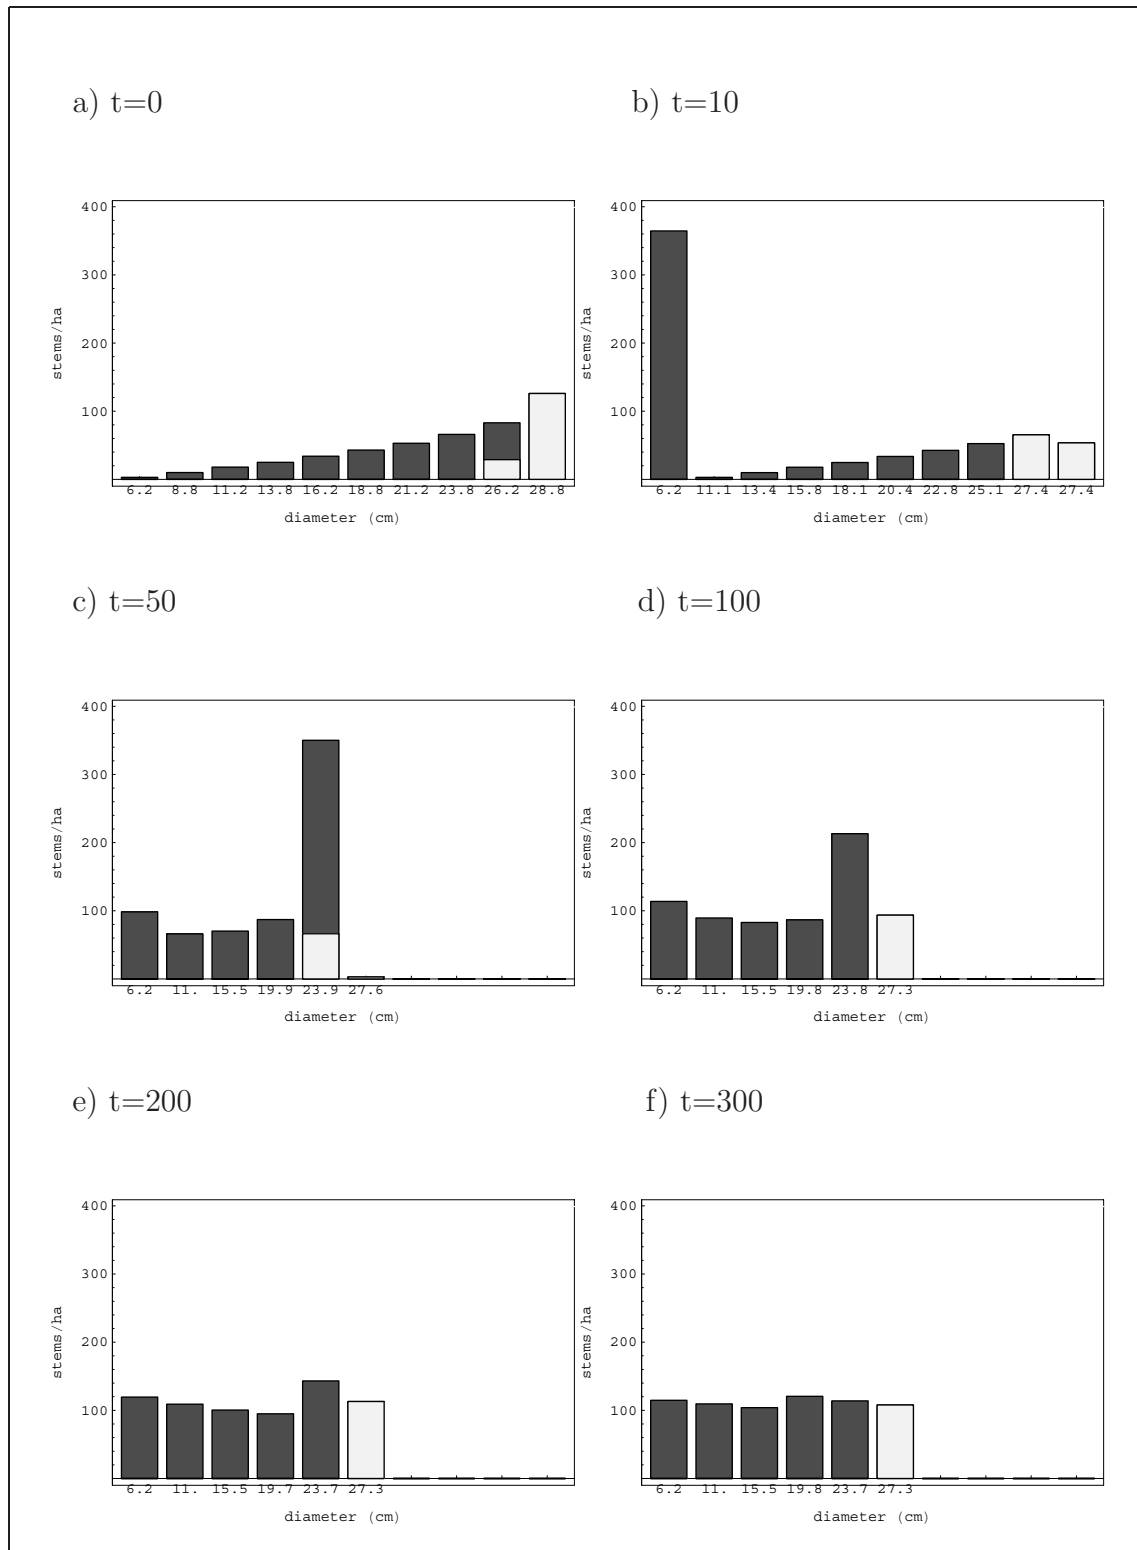 a) t=0
b) t=10
400
300
200
100
stems/ha
6.2 8.8 11.2 13.8 16.2 18.8 21.2 23.8 26.2 28.8
diameter (cm)
400
300
200
100
stems/ha
6.2 11.1 13.4 15.8 18.1 20.4 22.8 25.1 27.4 27.4
diameter (cm)
c) t=50
d) t=100
400
300
200
100
stems/ha
6.2 11. 15.5 19.9 23.9 27.6
diameter (cm)
400
300
200
100
stems/ha
6.2 11. 15.5 19.8 23.8 27.3
diameter (cm)
e) t=200
f) t=300
400
300
200
100
stems/ha
6.2 11. 15.5 19.7 23.7 27.3
diameter (cm)
400
300
200
100
stems/ha
6.2 11. 15.5 19.8 23.7 27.3
diameter (cm)